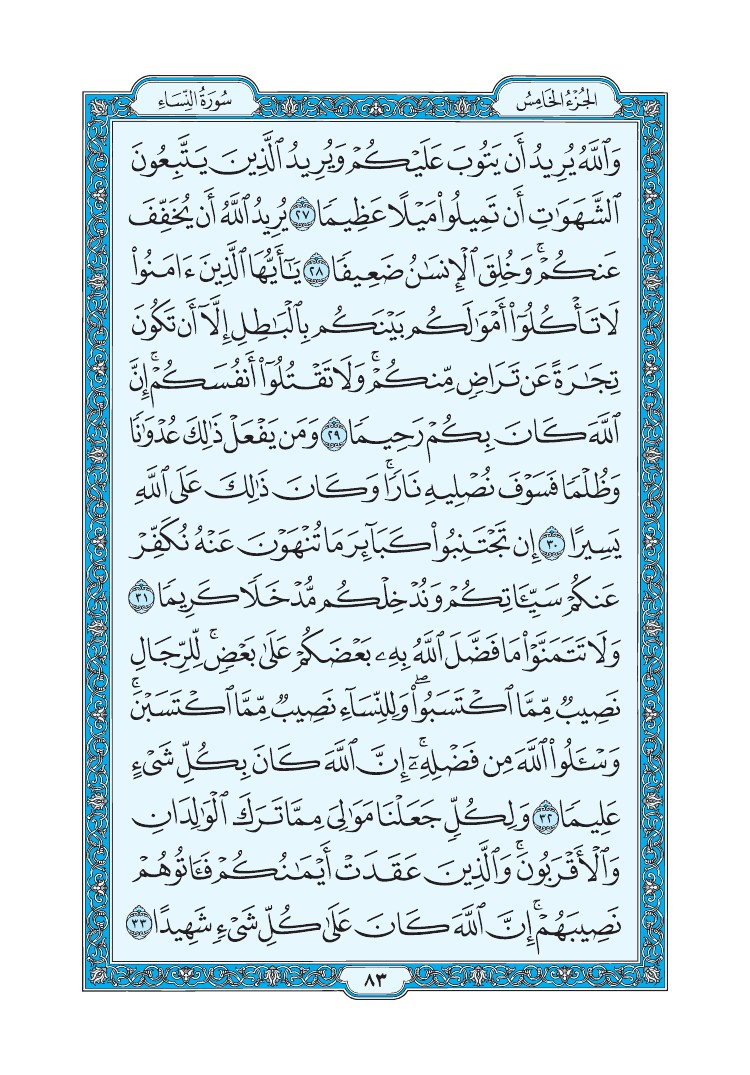 الجُزْءُ الخَامِسُ
سُورَةُ النِّسَاءِ
وَٱللَّهُ يُرِيدُ أَن يَتُوبَ عَلَيْكُمْ وَيُرِيدُ ٱلَّذِينَ يَتَّبِعُونَ
ٱلشَّهَوَٰتِ أَن تَمِيلُوا۟ مَيْلًا عَظِيمًا ٢٧ يُرِيدُ ٱللَّهُ أَن يُخَفِّفَ
عَنكُمْ ۚ وَخُلِقَ ٱلْإِنسَٰنُ ضَعِيفًا ٢٨ يَٰٓأَيُّهَا ٱلَّذِينَ ءَامَنُوا۟
لَا تَأْكُلُوٓا۟ أَمْوَٰلَكُم بَيْنَكُم بِٱلْبَٰطِلِ إِلَّآ أَن تَكُونَ
تِجَٰرَةً عَن تَرَاضٍ مِّنكُمْ ۚ وَلَا تَقْتُلُوٓا۟ أَنفُسَكُمْ ۚ إِنَّ
ٱللَّهَ كَانَ بِكُمْ رَحِيمًا ٢٩ وَمَن يَفْعَلْ ذَٰلِكَ عُدْوَٰنًا
وَظُلْمًا فَسَوْفَ نُصْلِيهِ نَارًا ۚ وَكَانَ ذَٰلِكَ عَلَى ٱللَّهِ
يَسِيرًا ٣٠ إِن تَجْتَنِبُوا۟ كَبَآئِرَ مَا تُنْهَوْنَ عَنْهُ نُكَفِّرْ
عَنكُمْ سَيِّـَٔاتِكُمْ وَنُدْخِلْكُم مُّدْخَلًا كَرِيمًا ٣١
وَلَا تَتَمَنَّوْا۟ مَا فَضَّلَ ٱللَّهُ بِهِۦ بَعْضَكُمْ عَلَىٰ بَعْضٍ ۚ لِّلرِّجَالِ
نَصِيبٌ مِّمَّا ٱكْتَسَبُوا۟ ۖ وَلِلنِّسَآءِ نَصِيبٌ مِّمَّا ٱكْتَسَبْنَ ۚ
وَسْـَٔلُوا۟ ٱللَّهَ مِن فَضْلِهِۦٓ ۗ إِنَّ ٱللَّهَ كَانَ بِكُلِّ شَىْءٍ
عَلِيمًا ٣٢ وَلِكُلٍّ جَعَلْنَا مَوَٰلِىَ مِمَّا تَرَكَ ٱلْوَٰلِدَانِ
وَٱلْأَقْرَبُونَ ۚ وَٱلَّذِينَ عَقَدَتْ أَيْمَٰنُكُمْ فَـَٔاتُوهُمْ
نَصِيبَهُمْ ۚ إِنَّ ٱللَّهَ كَانَ عَلَىٰ كُلِّ شَىْءٍ شَهِيدًا ٣٣
٨٣